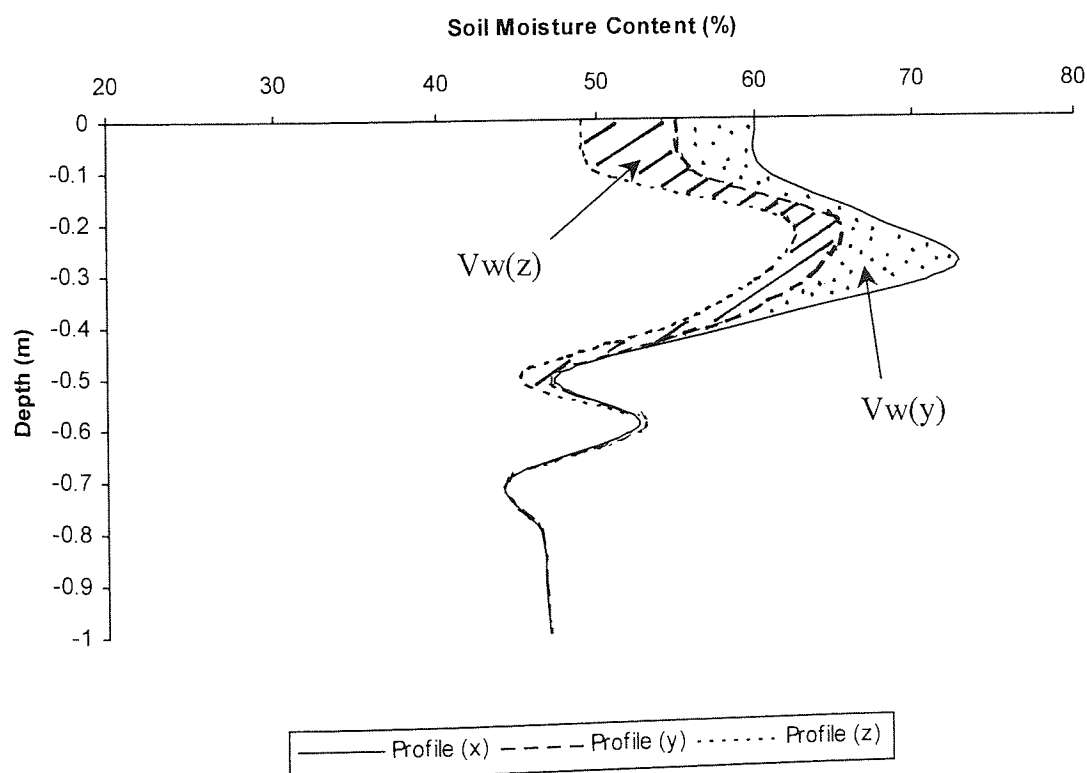 Soil Moisture Content (%)
20 30 40 50 60 70 80
0
-0.1
-0.2
-0.3
-0.4
-0.5
-0.6
-0.7
-0.8
-0.9
-1
Depth (m)
Vw(z)
Vw(y)
Profile (x) Profile (y) Profile (z)